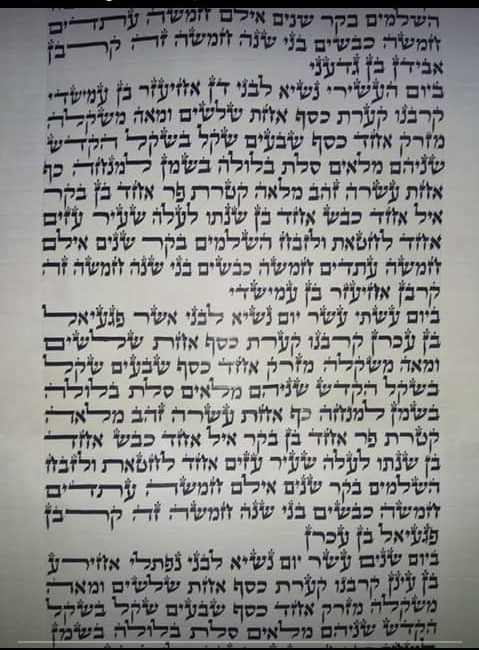 השלמים בקר שנים אילם חמשה עתדים
חמשה כבשים בני שנה חמשה זה קרבן
אבידן בן גדעני
ביום העשירי נשיא לבני דן אחיעזר בן עמישדי
קרבנו קערת כסף אחת שלשים ומאה משקלה
מזרק אחד כסף שבעים שקל בשקל הקדש
שניהם מלאים סלת בלולה בשמן למנחה כף
אחת עשרה זהב מלאה קטרת פר אחד בן בקר
איל אחד כבש אחד בן שנתו לעלה שעיר עזים
אחד לחטאת ולזבח השלמים בקר שנים אילם
חמשה עתדים חמשה כבשים בני שנה חמשה זה
קרבן אחיעזר בן עמישדי
ביום עשתי עשר יום נשיא לבני אשר פגעיאל
בן עכרן קרבנו קערת כסף אחת שלשים
ומאה משקלה מזרק אחד כסף שבעים שקל
בשקל הקדש שניהם מלאים סלת בלולה
בשמן למנחה כף אחת עשרה זהב מלאה
קטרת פר אחד בן בקר איל אחד כבש אחד
בן שנתו לעלה שעיר עזים אחד לחטאת ולזבח
השלמים בקר שנים אילם חמשה עתדים
חמשה כבשים בני שנה חמשה זה קרבן
פגעיאל בן עכרן
ביום שנים עשר יום נשיא לבני נפתלי אחירע
בן עינן קרבנו קערת כסף אחת שלשים ומאה
משקלה מזרק אחד כסף שבעים שקל בשקל
הקדש שניהם מלאים סלת בלולה בשמן